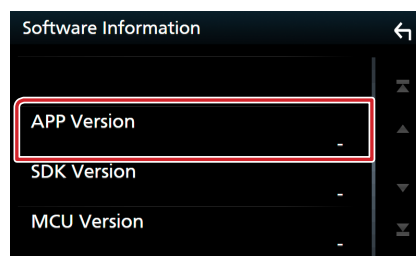 Software Information
APP Version
-
SDK Version
-
MCU Version
-